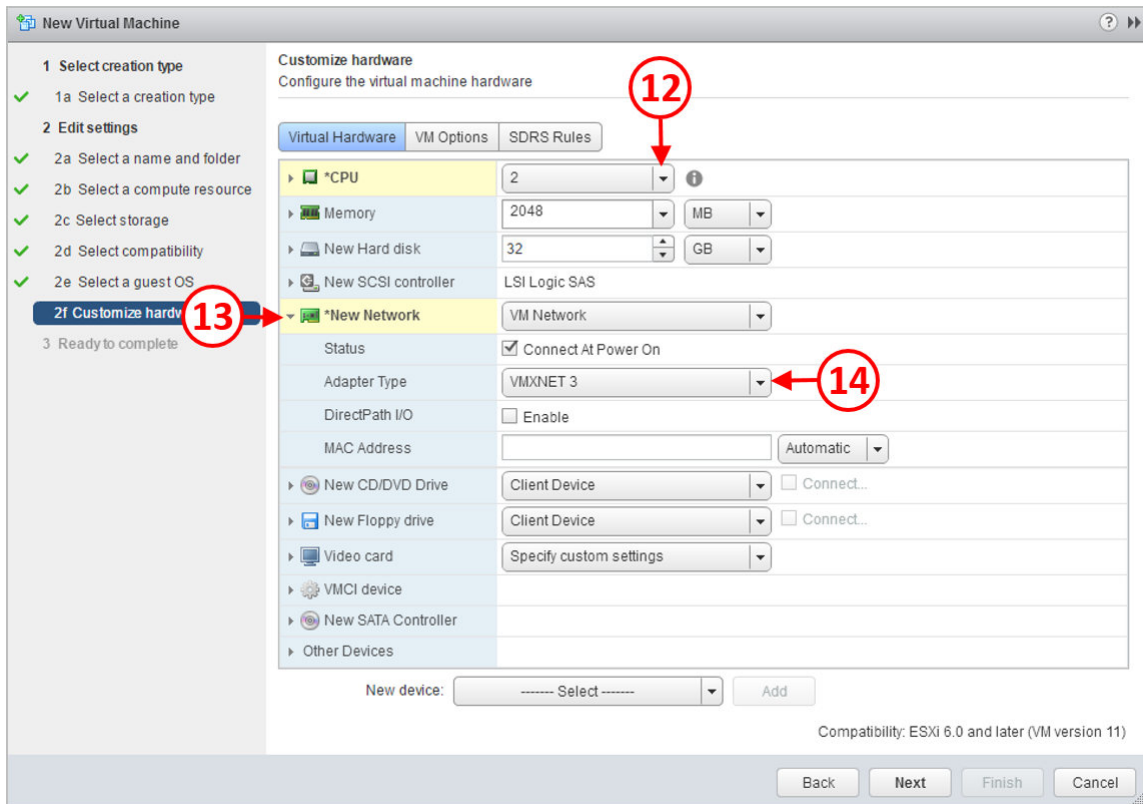 New Virtual Machine
?
1 Select creation type
1a Select a creation type
2 Edit settings
2a Select a name and folder
2b Select a compute resource
2c Select storage
2d Select compatibility
2e Select a guest OS
2f Customize hardw
3 Ready to complete
Customize hardware
Configure the virtual machine hardware
12
Virtual Hardware VM Options SDRS Rules
*CPU 2
Memory 2048 MB
New Hard disk 32 GB
New SCSI controller LSI Logic SAS
13
*New Network VM Network
Status Connect At Power On
Adapter Type VMXNET 3
14
DirectPath I/O Enable
MAC Address Automatic
New CD/DVD Drive Client Device Connect...
New Floppy drive Client Device Connect...
Video card Specify custom settings
VMCI device
New SATA Controller
Other Devices
New device: ------- Select ------- Add
Compatibility: ESXi 6.0 and later (VM version 11)
Back Next Finish Cancel